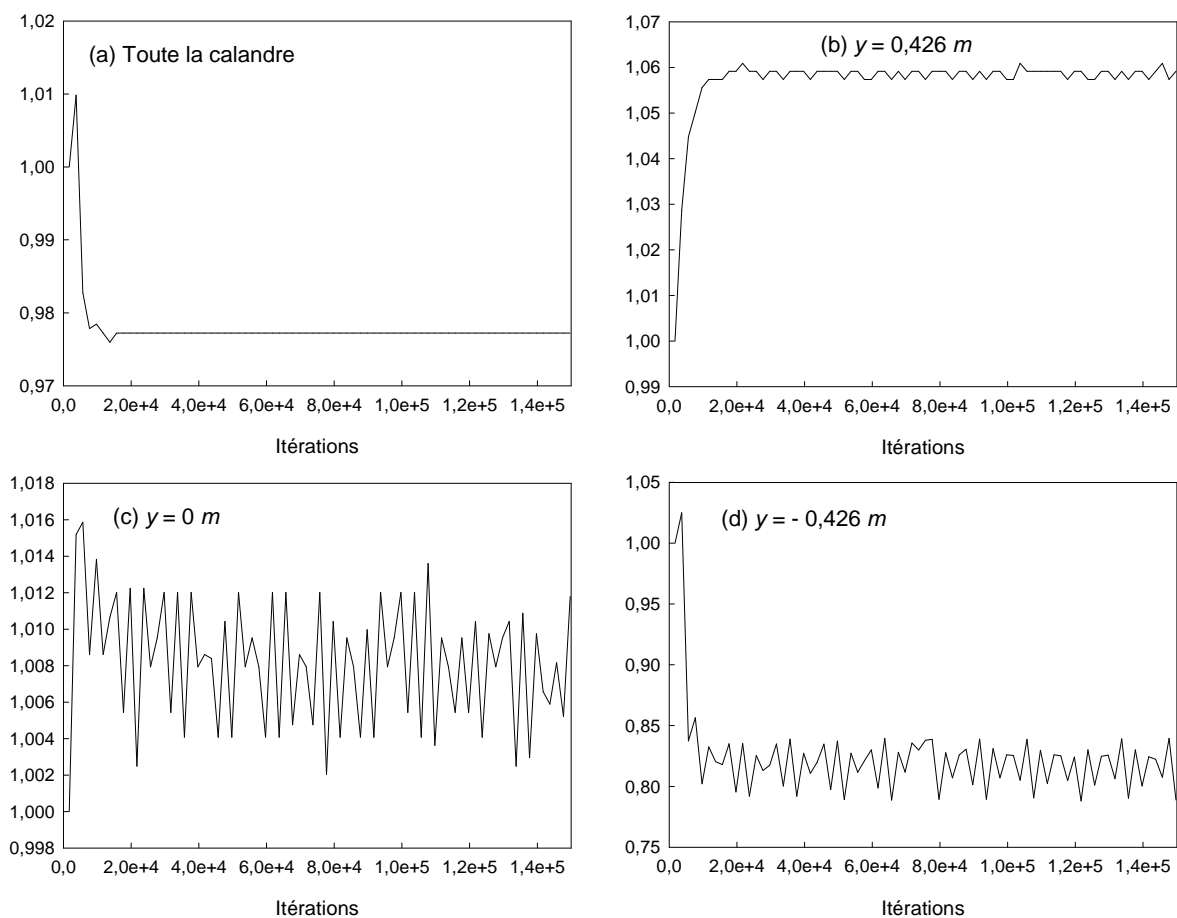 1,02
1,01
1,00
0,99
0,98
0,97
(a) Toute la calandre
0,0 2,0e+4 4,0e+4 6,0e+4 8,0e+4 1,0e+5 1,2e+5 1,4e+5
Itérations
1,07
1,06
1,05
1,04
1,03
1,02
1,01
1,00
0,99
(b) y = 0,426 m
0,0 2,0e+4 4,0e+4 6,0e+4 8,0e+4 1,0e+5 1,2e+5 1,4e+5
Itérations
1,018
1,016
1,014
1,012
1,010
1,008
1,006
1,004
1,002
1,000
0,998
(c) y = 0 m
0,0 2,0e+4 4,0e+4 6,0e+4 8,0e+4 1,0e+5 1,2e+5 1,4e+5
Itérations
1,05
1,00
0,95
0,90
0,85
0,80
0,75
(d) y = - 0,426 m
0,0 2,0e+4 4,0e+4 6,0e+4 8,0e+4 1,0e+5 1,2e+5 1,4e+5
Itérations